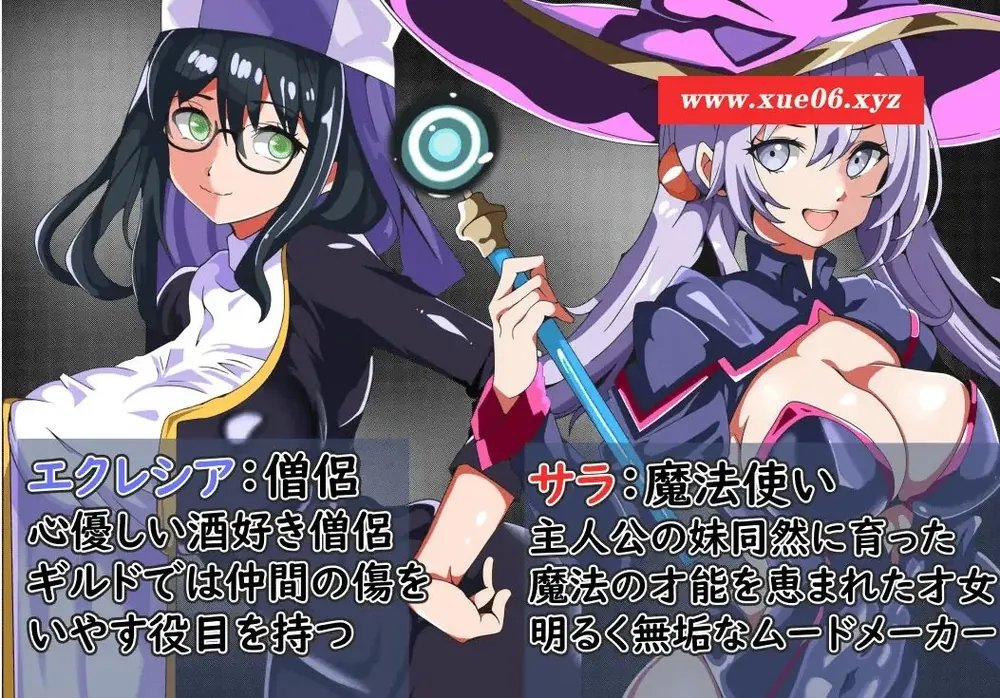 www.xue06.xyz
エクレシア：僧侶
心優しい酒好き僧侶
ギルドでは仲間の傷を
いやす役目を持つ
サラ：魔法使い
主人公の妹同然に育った
魔法の才能を恵まれた才女
明るく無垢なムードメーカー